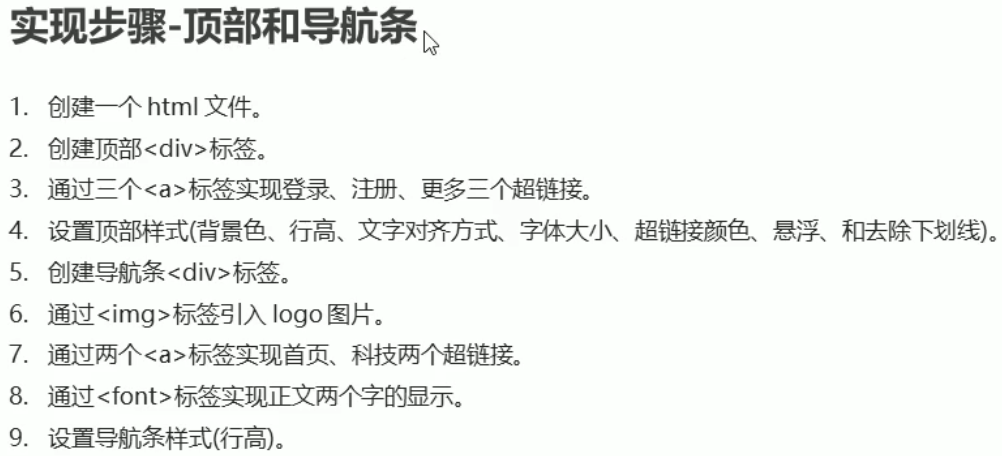 实现步骤-顶部和导航条
1. 创建一个 html 文件。
2. 创建顶部<div>标签。
3. 通过三个<a>标签实现登录、注册、更多三个超链接。
4. 设置顶部样式(背景色、行高、文字对齐方式、字体大小、超链接颜色、悬浮、和去除下划线)。
5. 创建导航条<div>标签。
6. 通过<img>标签引入 logo 图片。
7. 通过两个<a>标签实现首页、科技两个超链接。
8. 通过<font>标签实现正文两个字的显示。
9. 设置导航条样式(行高)。